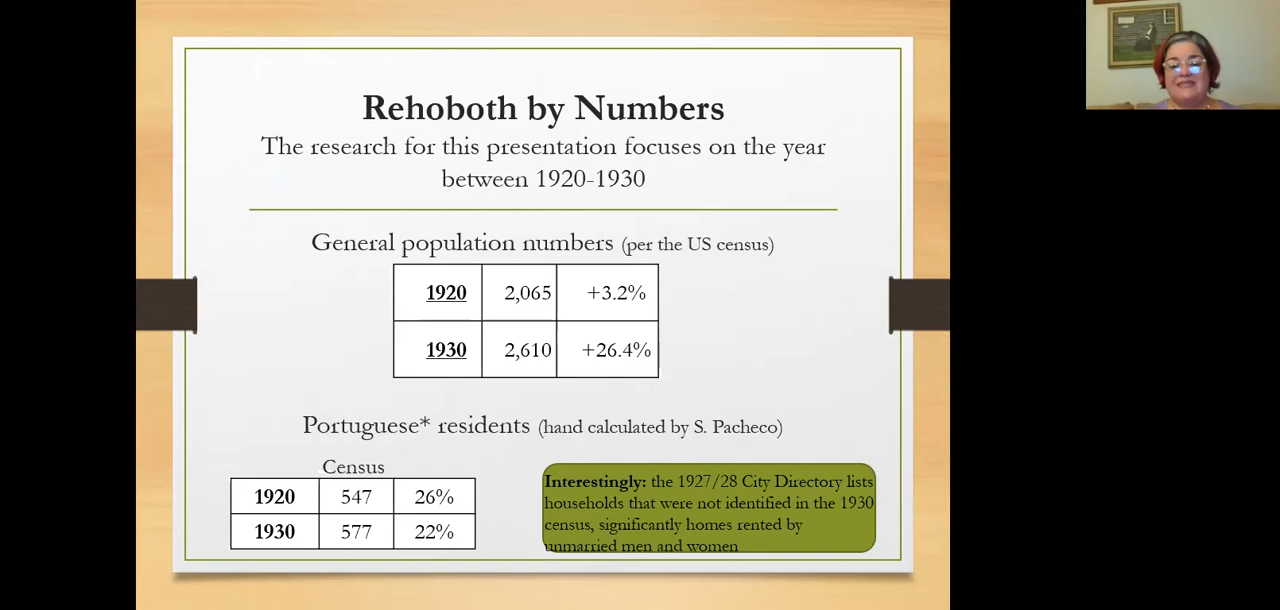 Rehoboth by Numbers
The research for this presentation focuses on the year
between 1920-1930
General population numbers (per the US census)
1920 2,065 +3.2%
1930 2,610 +26.4%
Portuguese* residents (hand calculated by S. Pacheco)
Census
1920 547 26%
1930 577 22%
Interestingly: the 1927/28 City Directory lists
households that were not identified in the 1930
census, significantly homes rented by
unmarried men and women